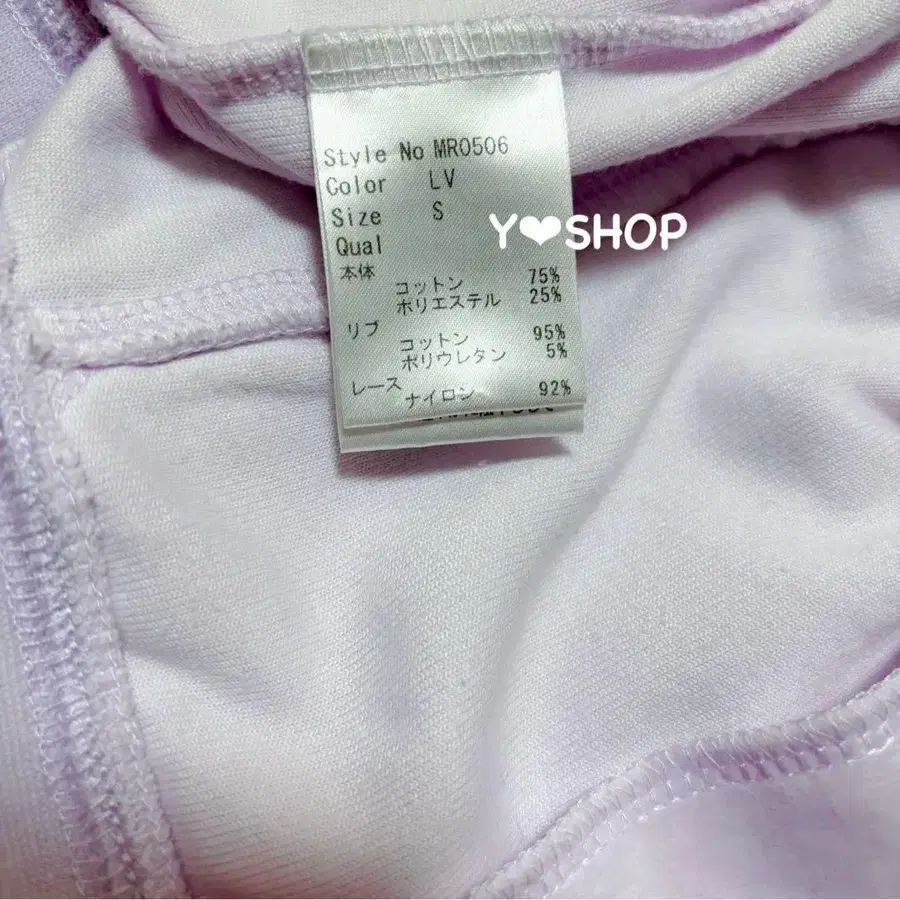 Style No MR0506
Color LV
Size S
Qual
本体
コットン 75%
ポリエステル 25%
リブ
コットン 95%
ポリウレタン 5%
レース
ナイロン 92%
Y❤SHOP